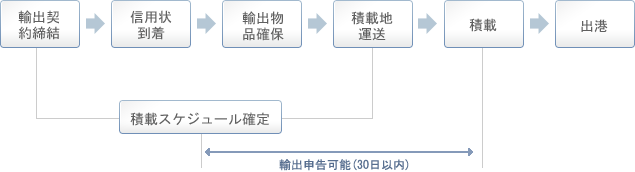 輸出契
約締結
信用状
到着
輸出物
品確保
積載地
運送
積載
出港
積載スケジュール確定
輸出申告可能(30日以内)